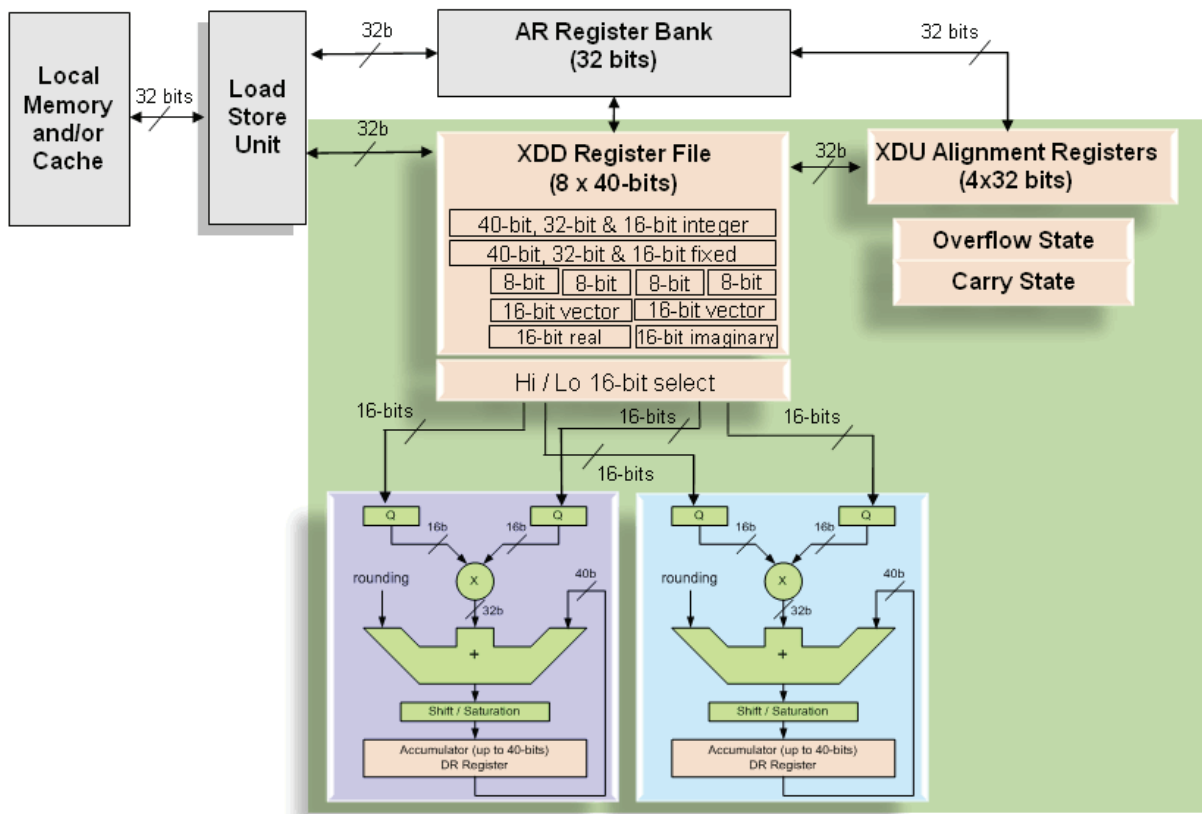 Local
Memory
and/or
Cache
32 bits
Load
Store
Unit
32b
AR Register Bank
(32 bits)
32 bits
32b
XDD Register File
(8 x 40-bits)
32b
XDU Alignment Registers
(4x32 bits)
40-bit, 32-bit & 16-bit integer
40-bit, 32-bit & 16-bit fixed
8-bit 8-bit 8-bit 8-bit
16-bit vector 16-bit vector
16-bit real 16-bit imaginary
Overflow State
Carry State
Hi / Lo 16-bit select
16-bits
16-bits
16-bits
16-bits
Q Q
16b 16b
X
rounding
40b
32b
+
Shift / Saturation
Accumulator (up to 40-bits)
DR Register
Q Q
16b 16b
X
rounding
40b
32b
+
Shift / Saturation
Accumulator (up to 40-bits)
DR Register